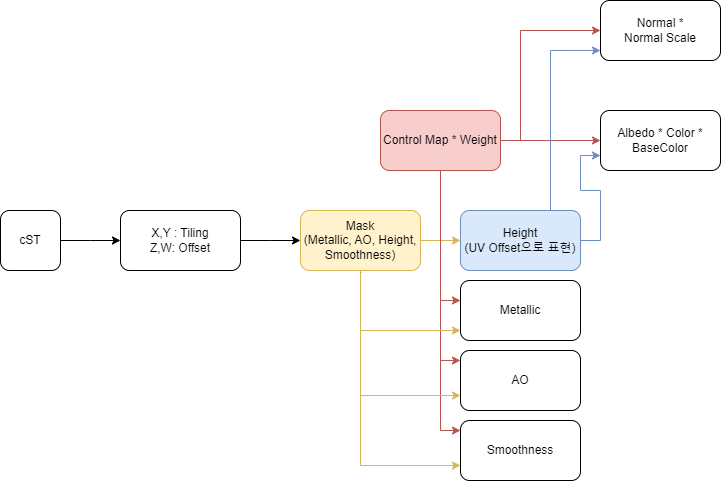 Normal *
Normal Scale
Control Map * Weight
Albedo * Color *
BaseColor
cST
X,Y : Tiling
Z,W: Offset
Mask
(Metallic, AO, Height,
Smoothness)
Height
(UV Offset으로 표현)
Metallic
AO
Smoothness